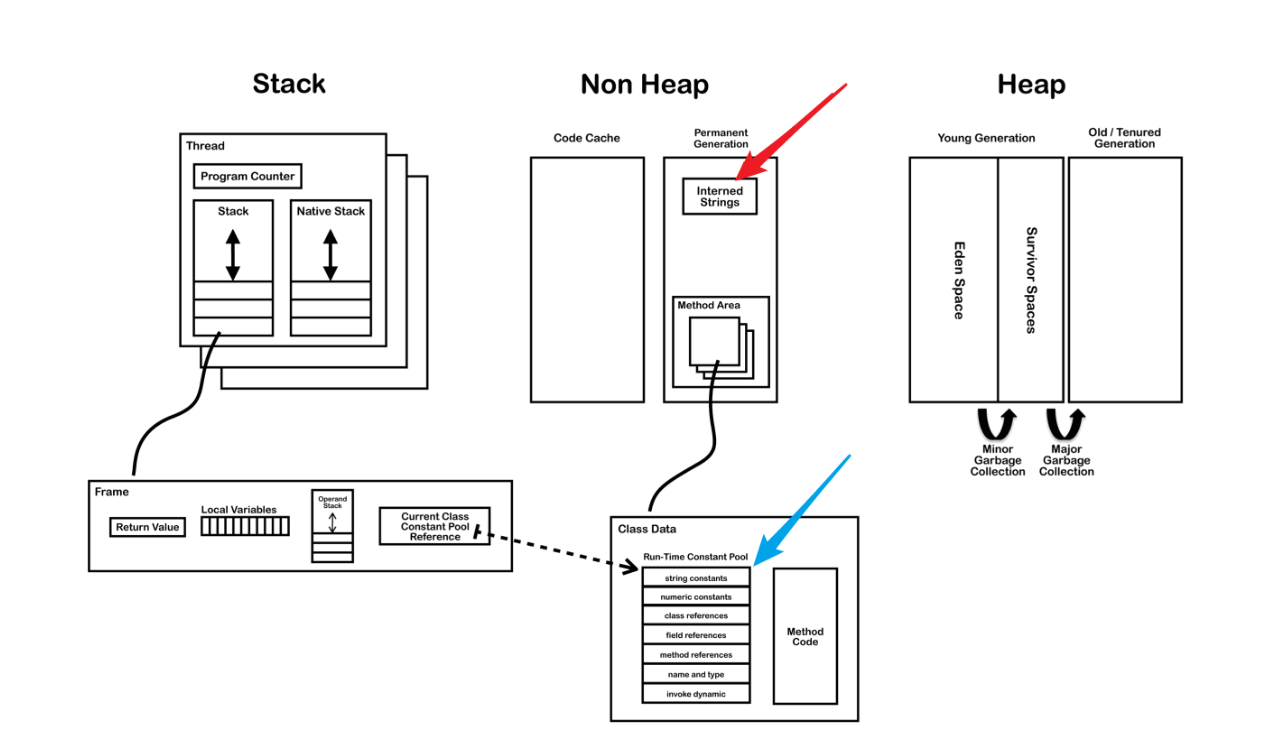 Stack
Thread
Program Counter
Stack
Native Stack
Frame
Return Value
Local Variables
Operand
Stack
Current Class
Constant Pool
Reference
Non Heap
Code Cache
Permanent
Generation
Interned
Strings
Method Area
Class Data
Run-Time Constant Pool
string constants
numeric constants
class references
field references
method references
name and type
invoke dynamic
Method
Code
Heap
Young Generation
Old / Tenured
Generation
Eden Space
Survivor Spaces
Minor
Garbage
Collection
Major
Garbage
Collection